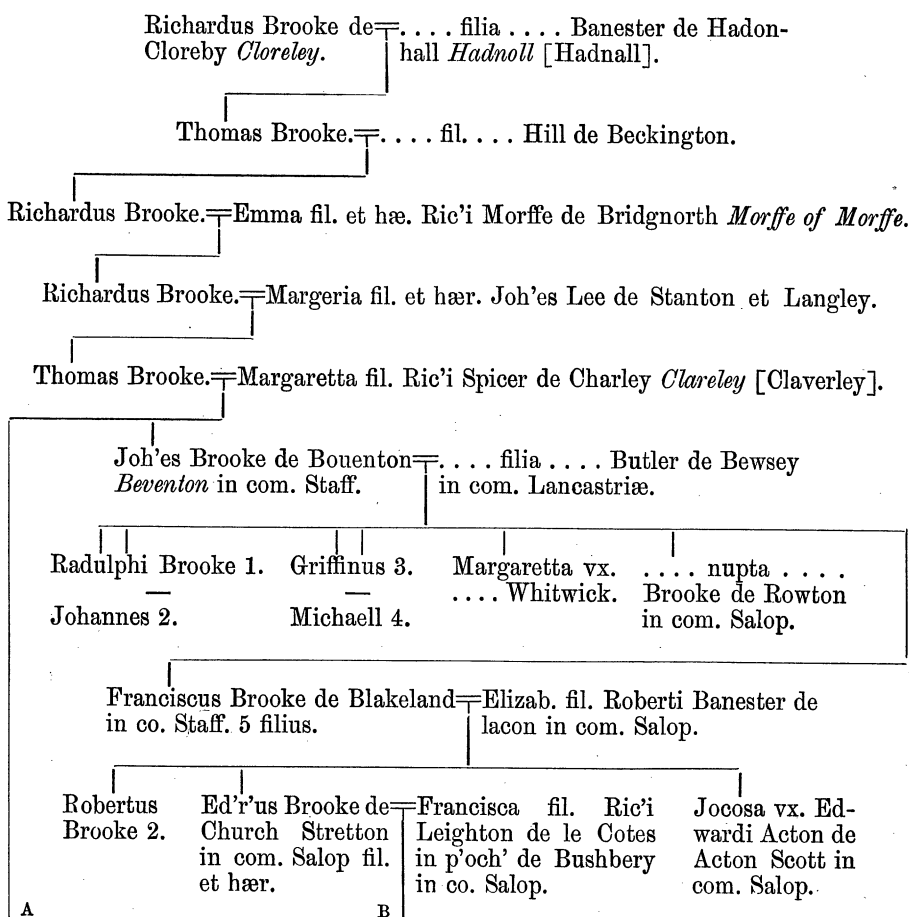 Richardus Brooke de=. . . . filia . . . . Banester de Hadon-
Cloreby Cloreley. hall Hadnoll [Hadnall].
Thomas Brooke.=. . . . fil. . . . Hill de Beckington.
Richardus Brooke.=Emma fil. et hæ. Ric'i Morffe de Bridgnorth Morffe of Morffe.
Richardus Brooke.=Margeria fil. et hær. Joh'es Lee de Stanton et Langley.
Thomas Brooke.=Margaretta fil. Ric'i Spicer de Charley Clareley [Claverley].
Joh'es Brooke de Bouenton=. . . . filia . . . . Butler de Bewsey
Beventon in com. Staff. in com. Lancastriæ.
Radulphi Brooke 1. Griffinus 3. Margaretta vx. . . . . nupta . . . .
. . . . Whitwick. Brooke de Rowton
Johannes 2. Michaell 4. in com. Salop.
Franciscus Brooke de Blakeland=Elizab. fil. Roberti Banester de
in co. Staff. 5 filius. lacon in com. Salop.
Robertus Ed'r'us Brooke de=Francisca fil. Ric'i Jocosa vx. Ed-
Brooke 2. Church Stretton Leighton de le Cotes wardi Acton de
in com. Salop fil. in p'och' de Bushbery Acton Scott in
et hær. in co. Salop. com. Salop.
A B